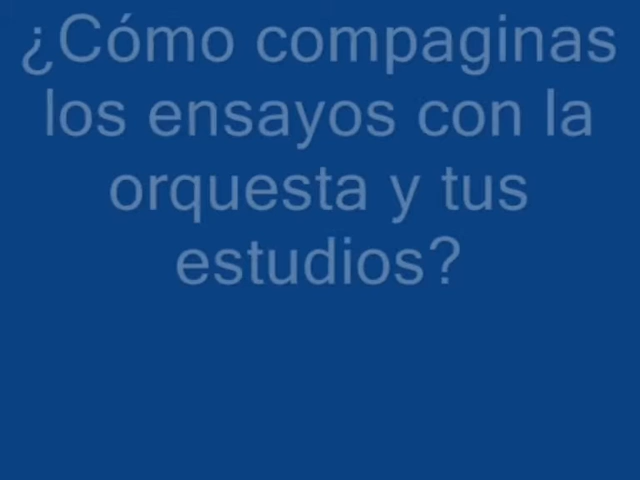 ¿Cómo compaginas
los ensayos con la
orquesta y tus
estudios?